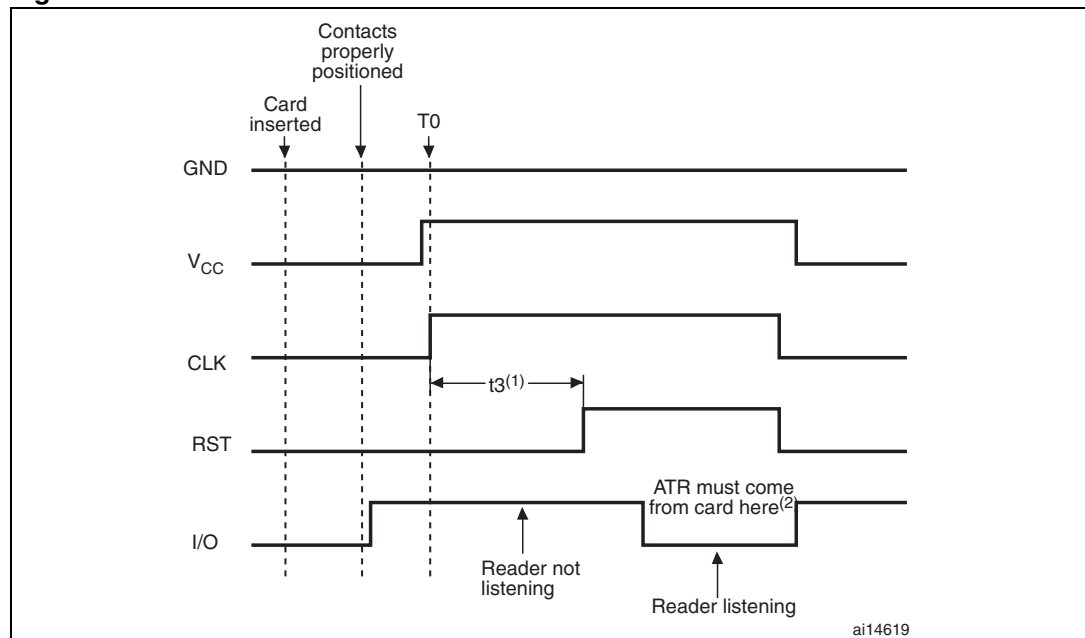 Contacts
properly
positioned
Card
inserted
T0
GND
VCC
CLK
t3(1)
RST
ATR must come
from card here(2)
I/O
Reader not
listening
Reader listening
ai14619